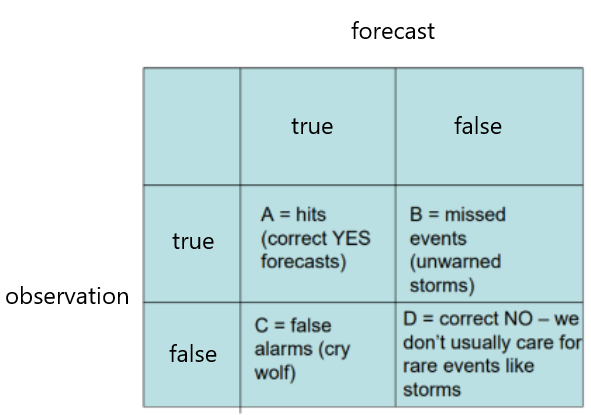 forecast
true
false
true
A = hits
(correct YES
forecasts)
B = missed
events
(unwarned
storms)
observation
false
C = false
alarms (cry
wolf)
D = correct NO – we
don't usually care for
rare events like
storms